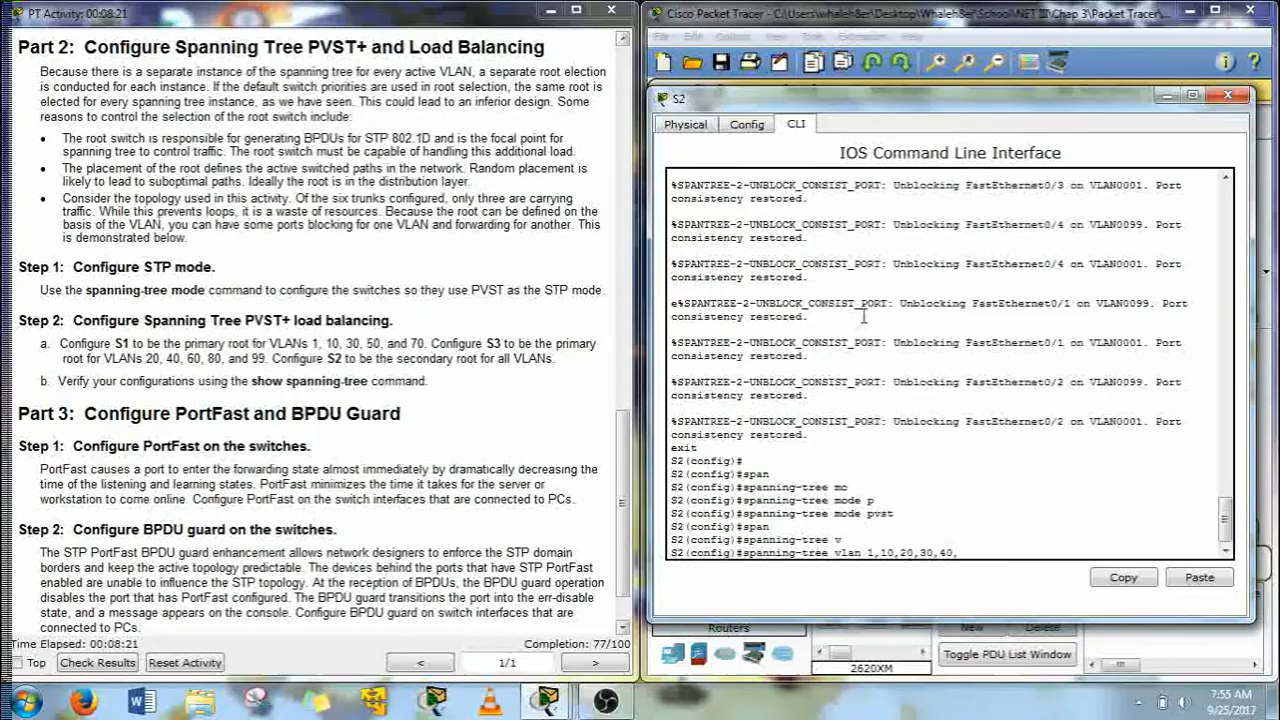 PT Activity: 00:08:21
Part 2: Configure Spanning Tree PVST+ and Load Balancing
Because there is a separate instance of the spanning tree for every active VLAN, a separate root election
is conducted for each instance. If the default switch priorities are used in root selection, the same root is
elected for every spanning tree instance, as we have seen. This could lead to an inferior design. Some
reasons to control the selection of the root switch include:
• The root switch is responsible for generating BPDUs for STP 802.1D and is the focal point for
spanning tree to control traffic. The root switch must be capable of handling this additional load.
• The placement of the root defines the active switched paths in the network. Random placement is
likely to lead to suboptimal paths. Ideally the root is in the distribution layer.
• Consider the topology used in this activity. Of the six trunks configured, only three are carrying
traffic. While this prevents loops, it is a waste of resources. Because the root can be defined on the
basis of the VLAN, you can have some ports blocking for one VLAN and forwarding for another. This
is demonstrated below.
Step 1: Configure STP mode.
Use the spanning-tree mode command to configure the switches so they use PVST as the STP mode
Step 2: Configure Spanning Tree PVST+ load balancing.
a. Configure S1 to be the primary root for VLANs 1, 10, 30, 50, and 70. Configure S3 to be the primary
root for VLANs 20, 40, 60, 80, and 99. Configure S2 to be the secondary root for all VLANs.
b. Verify your configurations using the show spanning-tree command.
Part 3: Configure PortFast and BPDU Guard
Step 1: Configure PortFast on the switches.
PortFast causes a port to enter the forwarding state almost immediately by dramatically decreasing the
time of the listening and learning states. PortFast minimizes the time it takes for the server or
workstation to come online. Configure PortFast on the switch interfaces that are connected to PCs.
Step 2: Configure BPDU guard on the switches.
The STP PortFast BPDU guard enhancement allows network designers to enforce the STP domain
borders and keep the active topology predictable. The devices behind the ports that have STP PortFast
enabled are unable to influence the STP topology. At the reception of BPDUs, the BPDU guard operation
disables the port that has PortFast configured. The BPDU guard transitions the port into the err-disable
state, and a message appears on the console. Configure BPDU guard on switch interfaces that are
connected to PCs.
Time Elapsed: 00:08:21 Completion: 77/100
Top Check Results Reset Activity < 1/1 >
Cisco Packet Tracer - C:\Users\whaleh8er\Desktop\Whaleh8er\School\NET III\Chap 3\Packet Tracer\...
S2
Physical Config CLI
IOS Command Line Interface
%SPANTREE-2-UNBLOCK_CONSIST_PORT: Unblocking FastEthernet0/3 on VLAN0001. Port
consistency restored.
%SPANTREE-2-UNBLOCK_CONSIST_PORT: Unblocking FastEthernet0/4 on VLAN0099. Port
consistency restored.
%SPANTREE-2-UNBLOCK_CONSIST_PORT: Unblocking FastEthernet0/4 on VLAN0001. Port
consistency restored.
e%SPANTREE-2-UNBLOCK_CONSIST_PORT: Unblocking FastEthernet0/1 on VLAN0099. Port
consistency restored.
%SPANTREE-2-UNBLOCK_CONSIST_PORT: Unblocking FastEthernet0/1 on VLAN0001. Port
consistency restored.
%SPANTREE-2-UNBLOCK_CONSIST_PORT: Unblocking FastEthernet0/2 on VLAN0099. Port
consistency restored.
%SPANTREE-2-UNBLOCK_CONSIST_PORT: Unblocking FastEthernet0/2 on VLAN0001. Port
consistency restored.
exit
S2(config)#
S2(config)#span
S2(config)#spanning-tree mo
S2(config)#spanning-tree mode p
S2(config)#spanning-tree mode pvst
S2(config)#span
S2(config)#spanning-tree v
S2(config)#spanning-tree vlan 1,10,20,30,40,
Copy Paste
Routers
New Delete
Toggle PDU List Window
2620XM
7:55 AM
9/25/2017